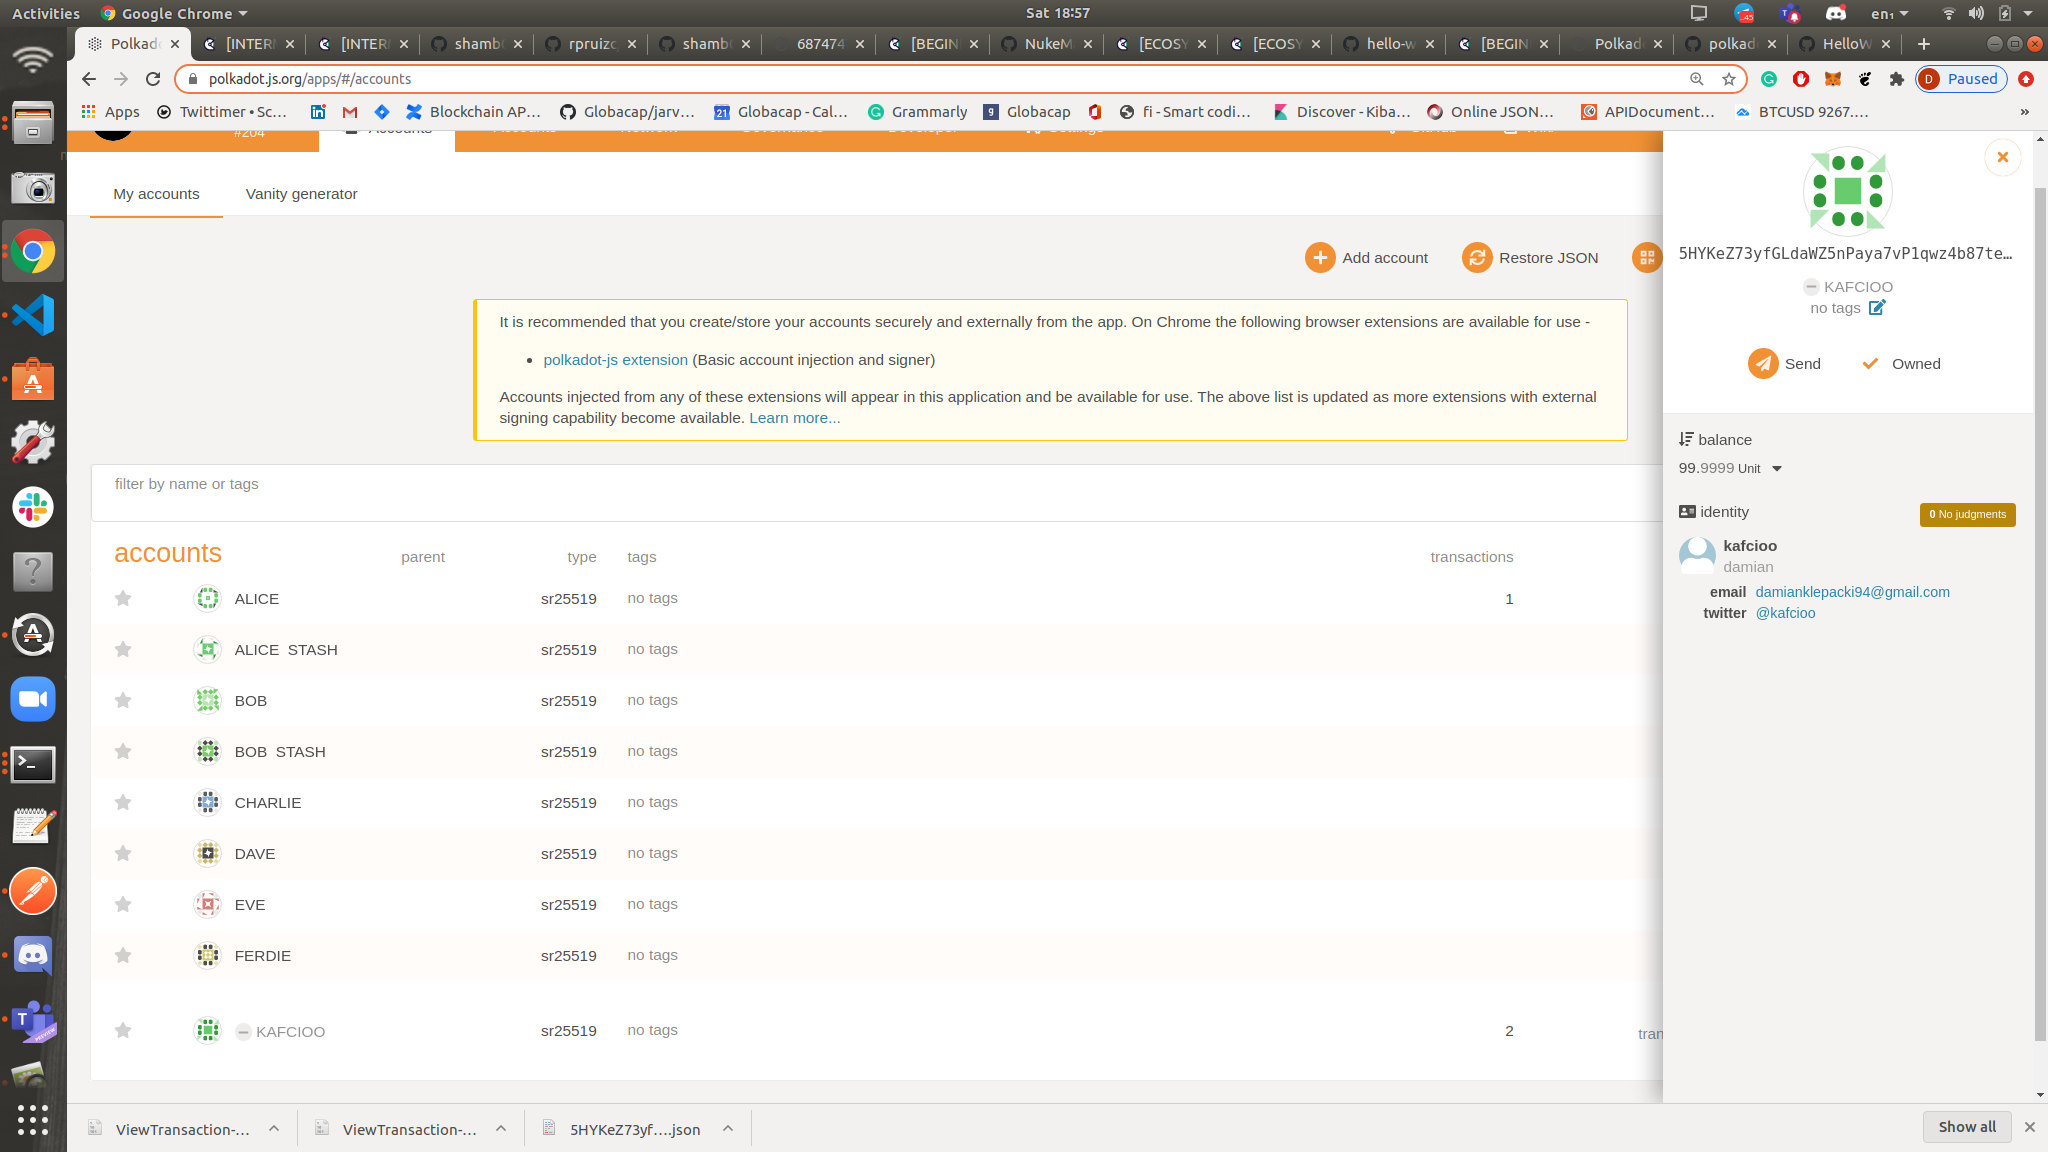 Activities Google Chrome Sat 18:57 en₁
Polkad [INTERN [INTERN shamb rpruizc shamb 687474 [BEGIN NukeM [ECOSY [ECOSY hello-w [BEGIN Polkad polkad HelloW
polkadot.js.org/apps/#/accounts D Paused
Apps Twittimer • Sc... Blockchain AP... Globacap/jarv... 21 Globacap - Cal... Grammarly g Globacap fi - Smart codi... Discover - Kiba... Online JSON... APIDocument... BTCUSD 9267.... »
#204 Accounts
My accounts Vanity generator
Add account Restore JSON
It is recommended that you create/store your accounts securely and externally from the app. On Chrome the following browser extensions are available for use -
• polkadot-js extension (Basic account injection and signer)
Accounts injected from any of these extensions will appear in this application and be available for use. The above list is updated as more extensions with external
signing capability become available. Learn more...
filter by name or tags
accounts parent type tags transactions
ALICE sr25519 no tags 1
ALICE STASH sr25519 no tags
BOB sr25519 no tags
BOB STASH sr25519 no tags
CHARLIE sr25519 no tags
DAVE sr25519 no tags
EVE sr25519 no tags
FERDIE sr25519 no tags
KAFCIOO sr25519 no tags 2 tran
5HYKeZ73yfGLdaWZ5nPaya7vP1qwz4b87te…
KAFCIOO
no tags
Send Owned
balance
99.9999 Unit
identity 0 No judgments
kafcioo
damian
email damianklepacki94@gmail.com
twitter @kafcioo
ViewTransaction-... ViewTransaction-... 5HYKeZ73yf....json Show all